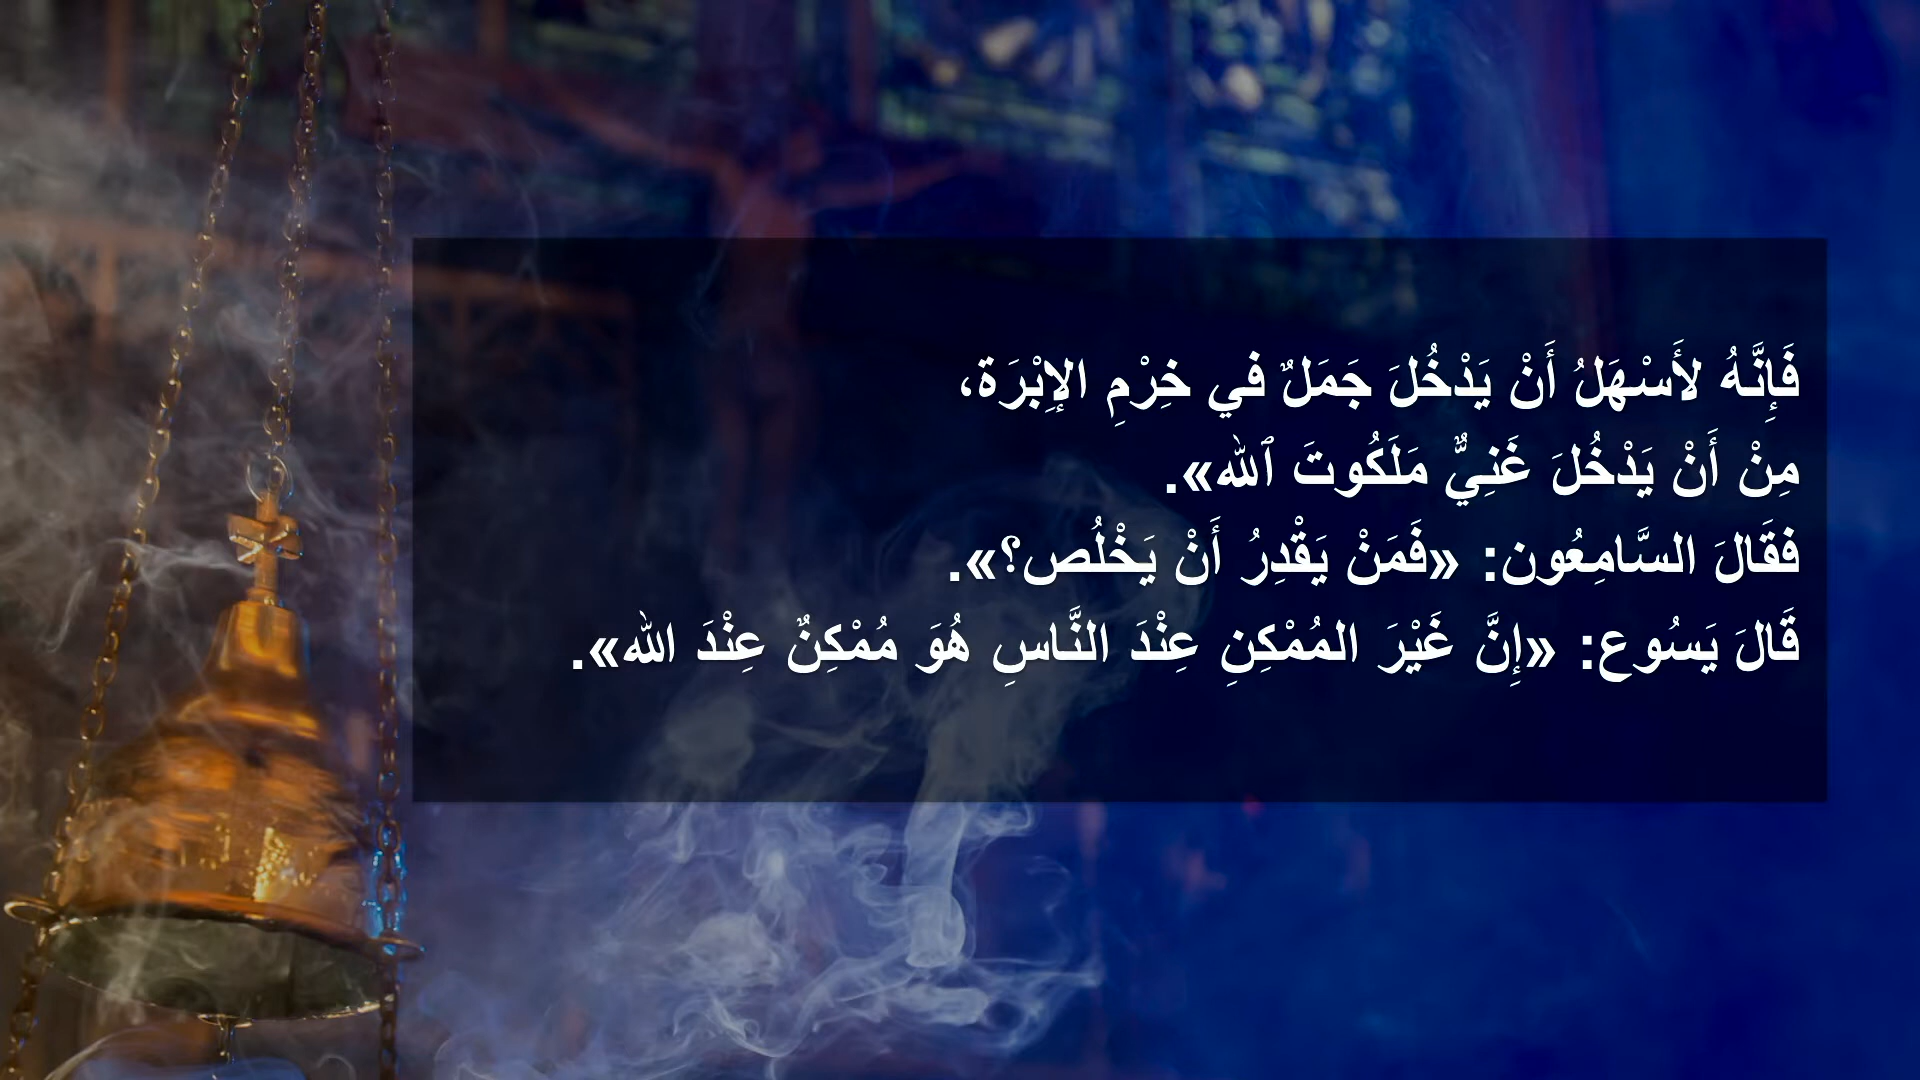 فَإِنَّهُ لأَسْهَلُ أَنْ يَدْخُلَ جَمَلٌ في خِرْمِ الإِبْرَة،
مِنْ أَنْ يَدْخُلَ غَنِيٌّ مَلَكُوتَ ٱلله».
فقَالَ السَّامِعُون: «فَمَنْ يَقْدِرُ أَنْ يَخْلُص؟».
قَالَ يَسُوع: «إِنَّ غَيْرَ المُمْكِنِ عِنْدَ النَّاسِ هُوَ مُمْكِنٌ عِنْدَ الله».